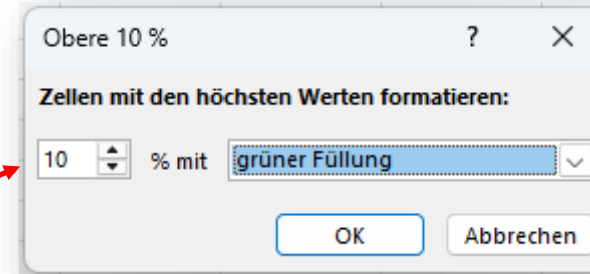 Obere 10 % ?
Zellen mit den höchsten Werten formatieren:
10 % mit grüner Füllung
OK Abbrechen